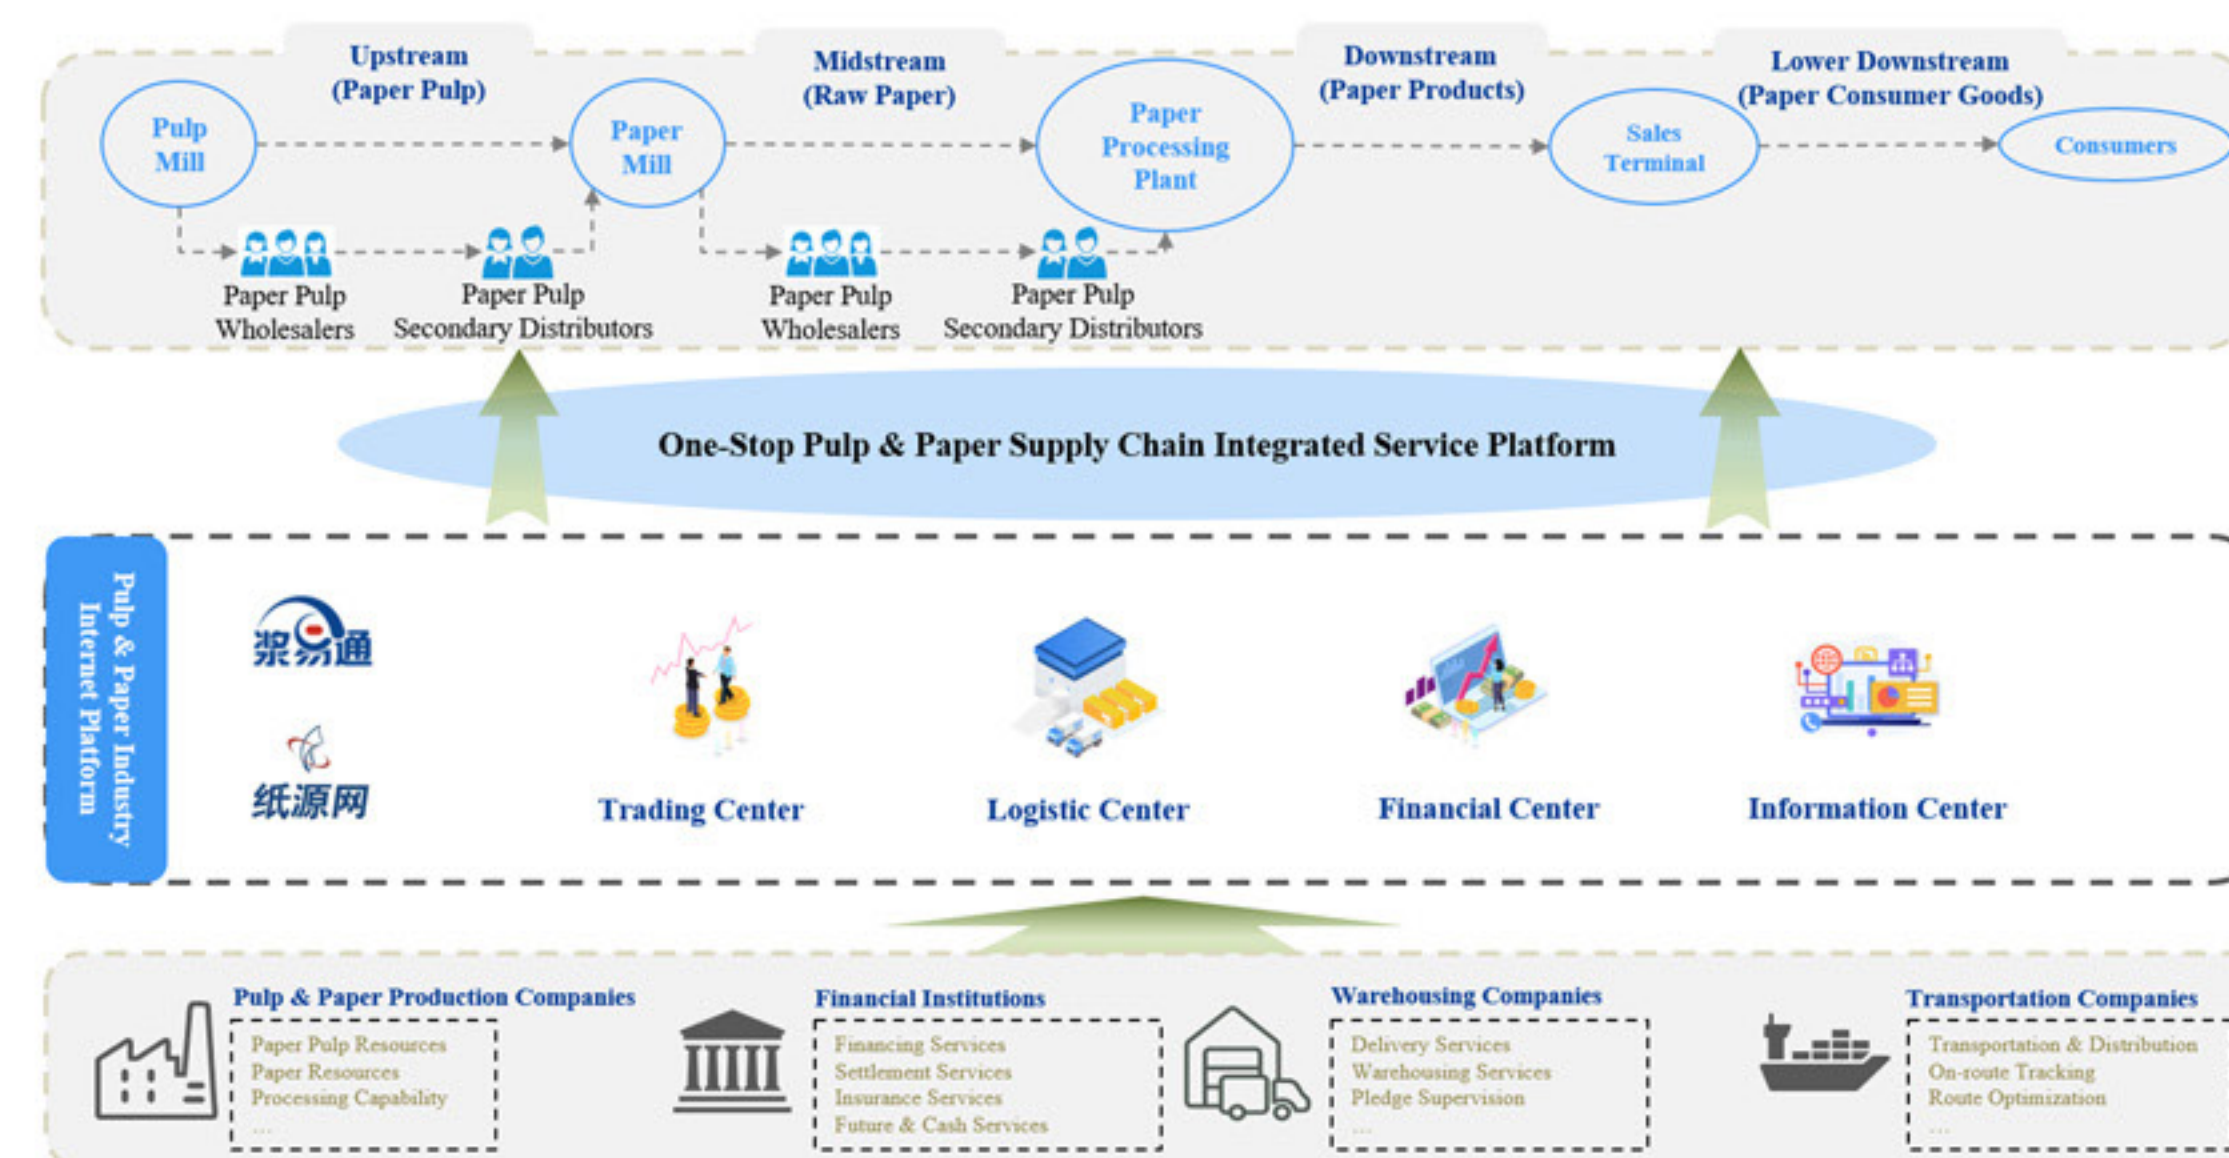 Upstream
(Paper Pulp)
Midstream
(Raw Paper)
Downstream
(Paper Products)
Lower Downstream
(Paper Consumer Goods)
Pulp
Mill
Paper
Mill
Paper
Processing
Plant
Sales
Terminal
Consumers
Paper Pulp
Wholesalers
Paper Pulp
Secondary Distributors
Paper Pulp
Wholesalers
Paper Pulp
Secondary Distributors
One-Stop Pulp & Paper Supply Chain Integrated Service Platform
Pulp & Paper Industry
Internet Platform
浆易通
纸源网
Trading Center
Logistic Center
Financial Center
Information Center
Pulp & Paper Production Companies
Paper Pulp Resources
Paper Resources
Processing Capability
...
Financial Institutions
Financing Services
Settlement Services
Insurance Services
Future & Cash Services
Warehousing Companies
Delivery Services
Warehousing Services
Pledge Supervision
...
Transportation Companies
Transportation & Distribution
On-route Tracking
Route Optimization
...